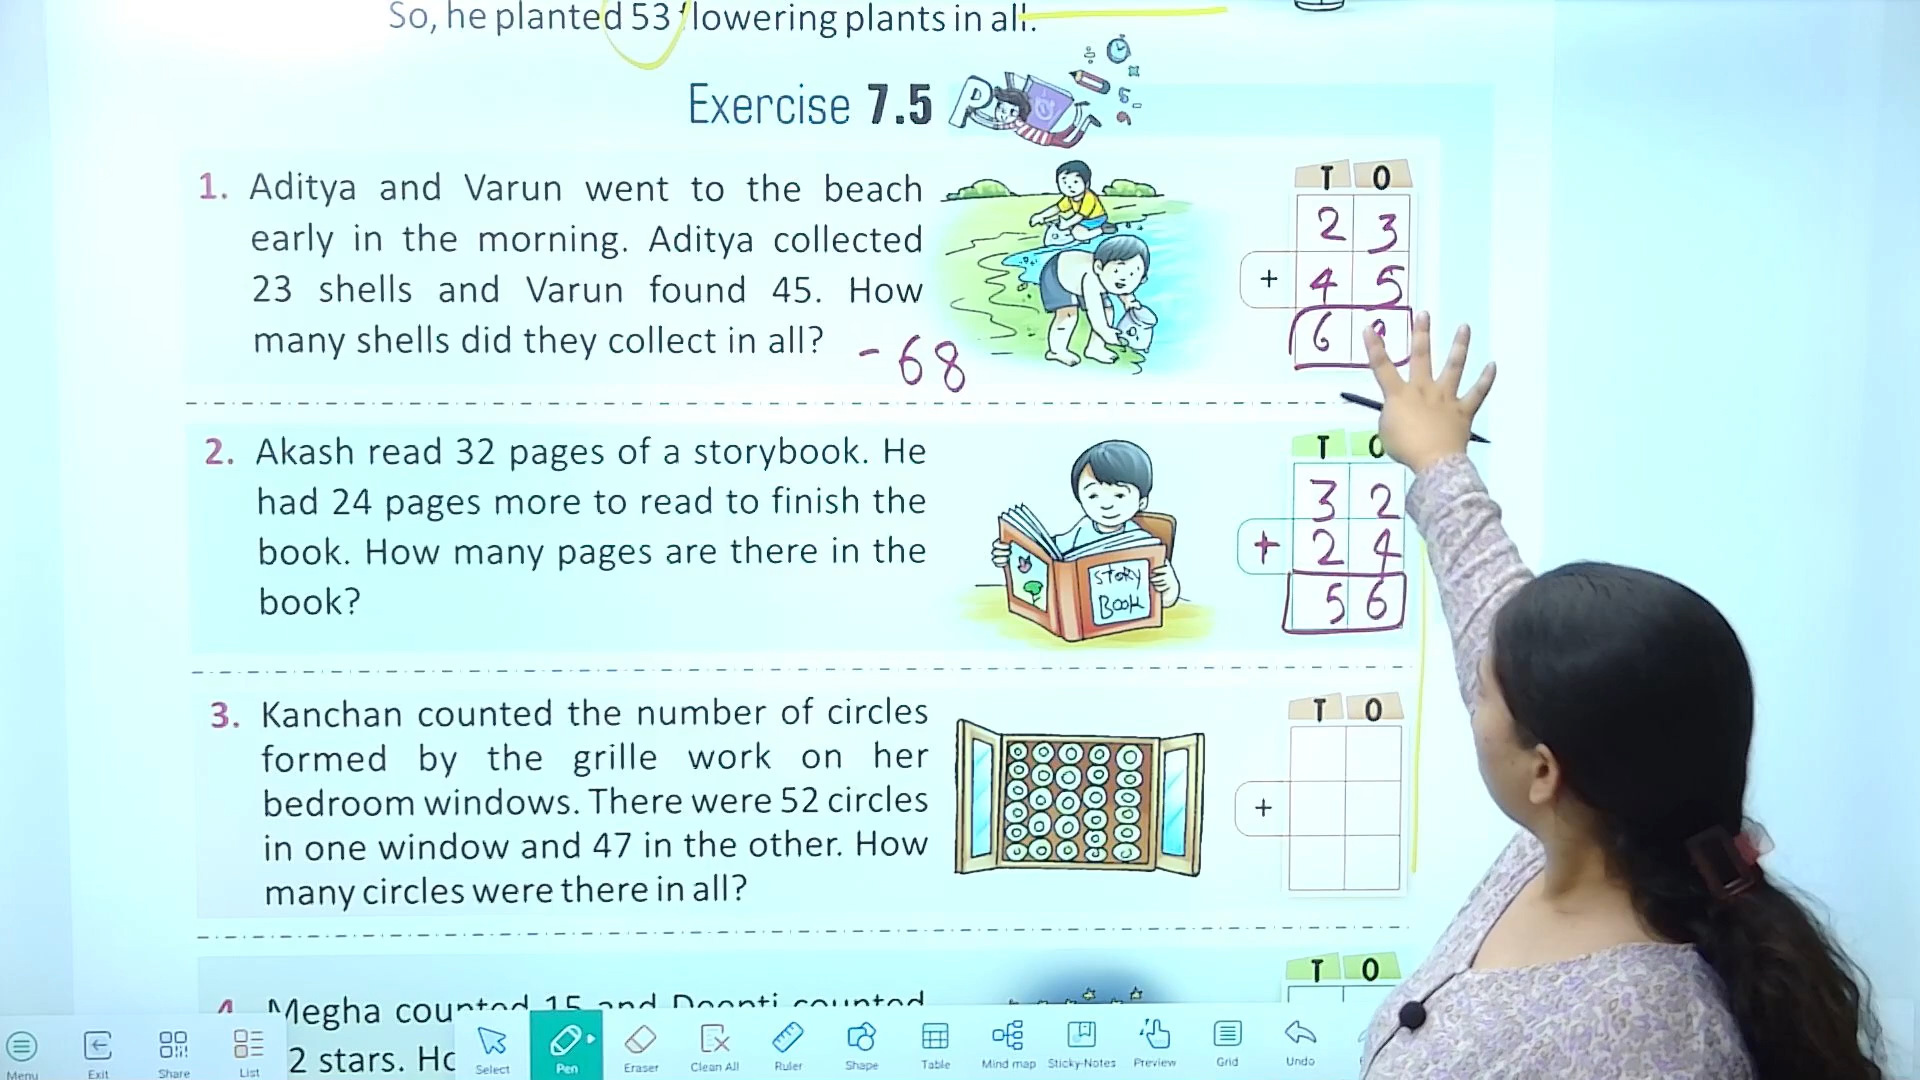 So, he planted 53 flowering plants in all.
Exercise 7.5
1. Aditya and Varun went to the beach
early in the morning. Aditya collected
23 shells and Varun found 45. How
many shells did they collect in all? - 68
T O
2 3
+ 4 5
6
2. Akash read 32 pages of a storybook. He
had 24 pages more to read to finish the
book. How many pages are there in the
book?
STORY
BOOK
T O
3 2
+ 2 4
5 6
3. Kanchan counted the number of circles
formed by the grille work on her
bedroom windows. There were 52 circles
in one window and 47 in the other. How
many circles were there in all?
T O
+
4. Megha counted 15 and Deepti counted
2 stars.
T O
Menu Exit Share List Select Pen Eraser Clean All Ruler Shape Table Mind map Sticky-Notes Preview Grid Undo